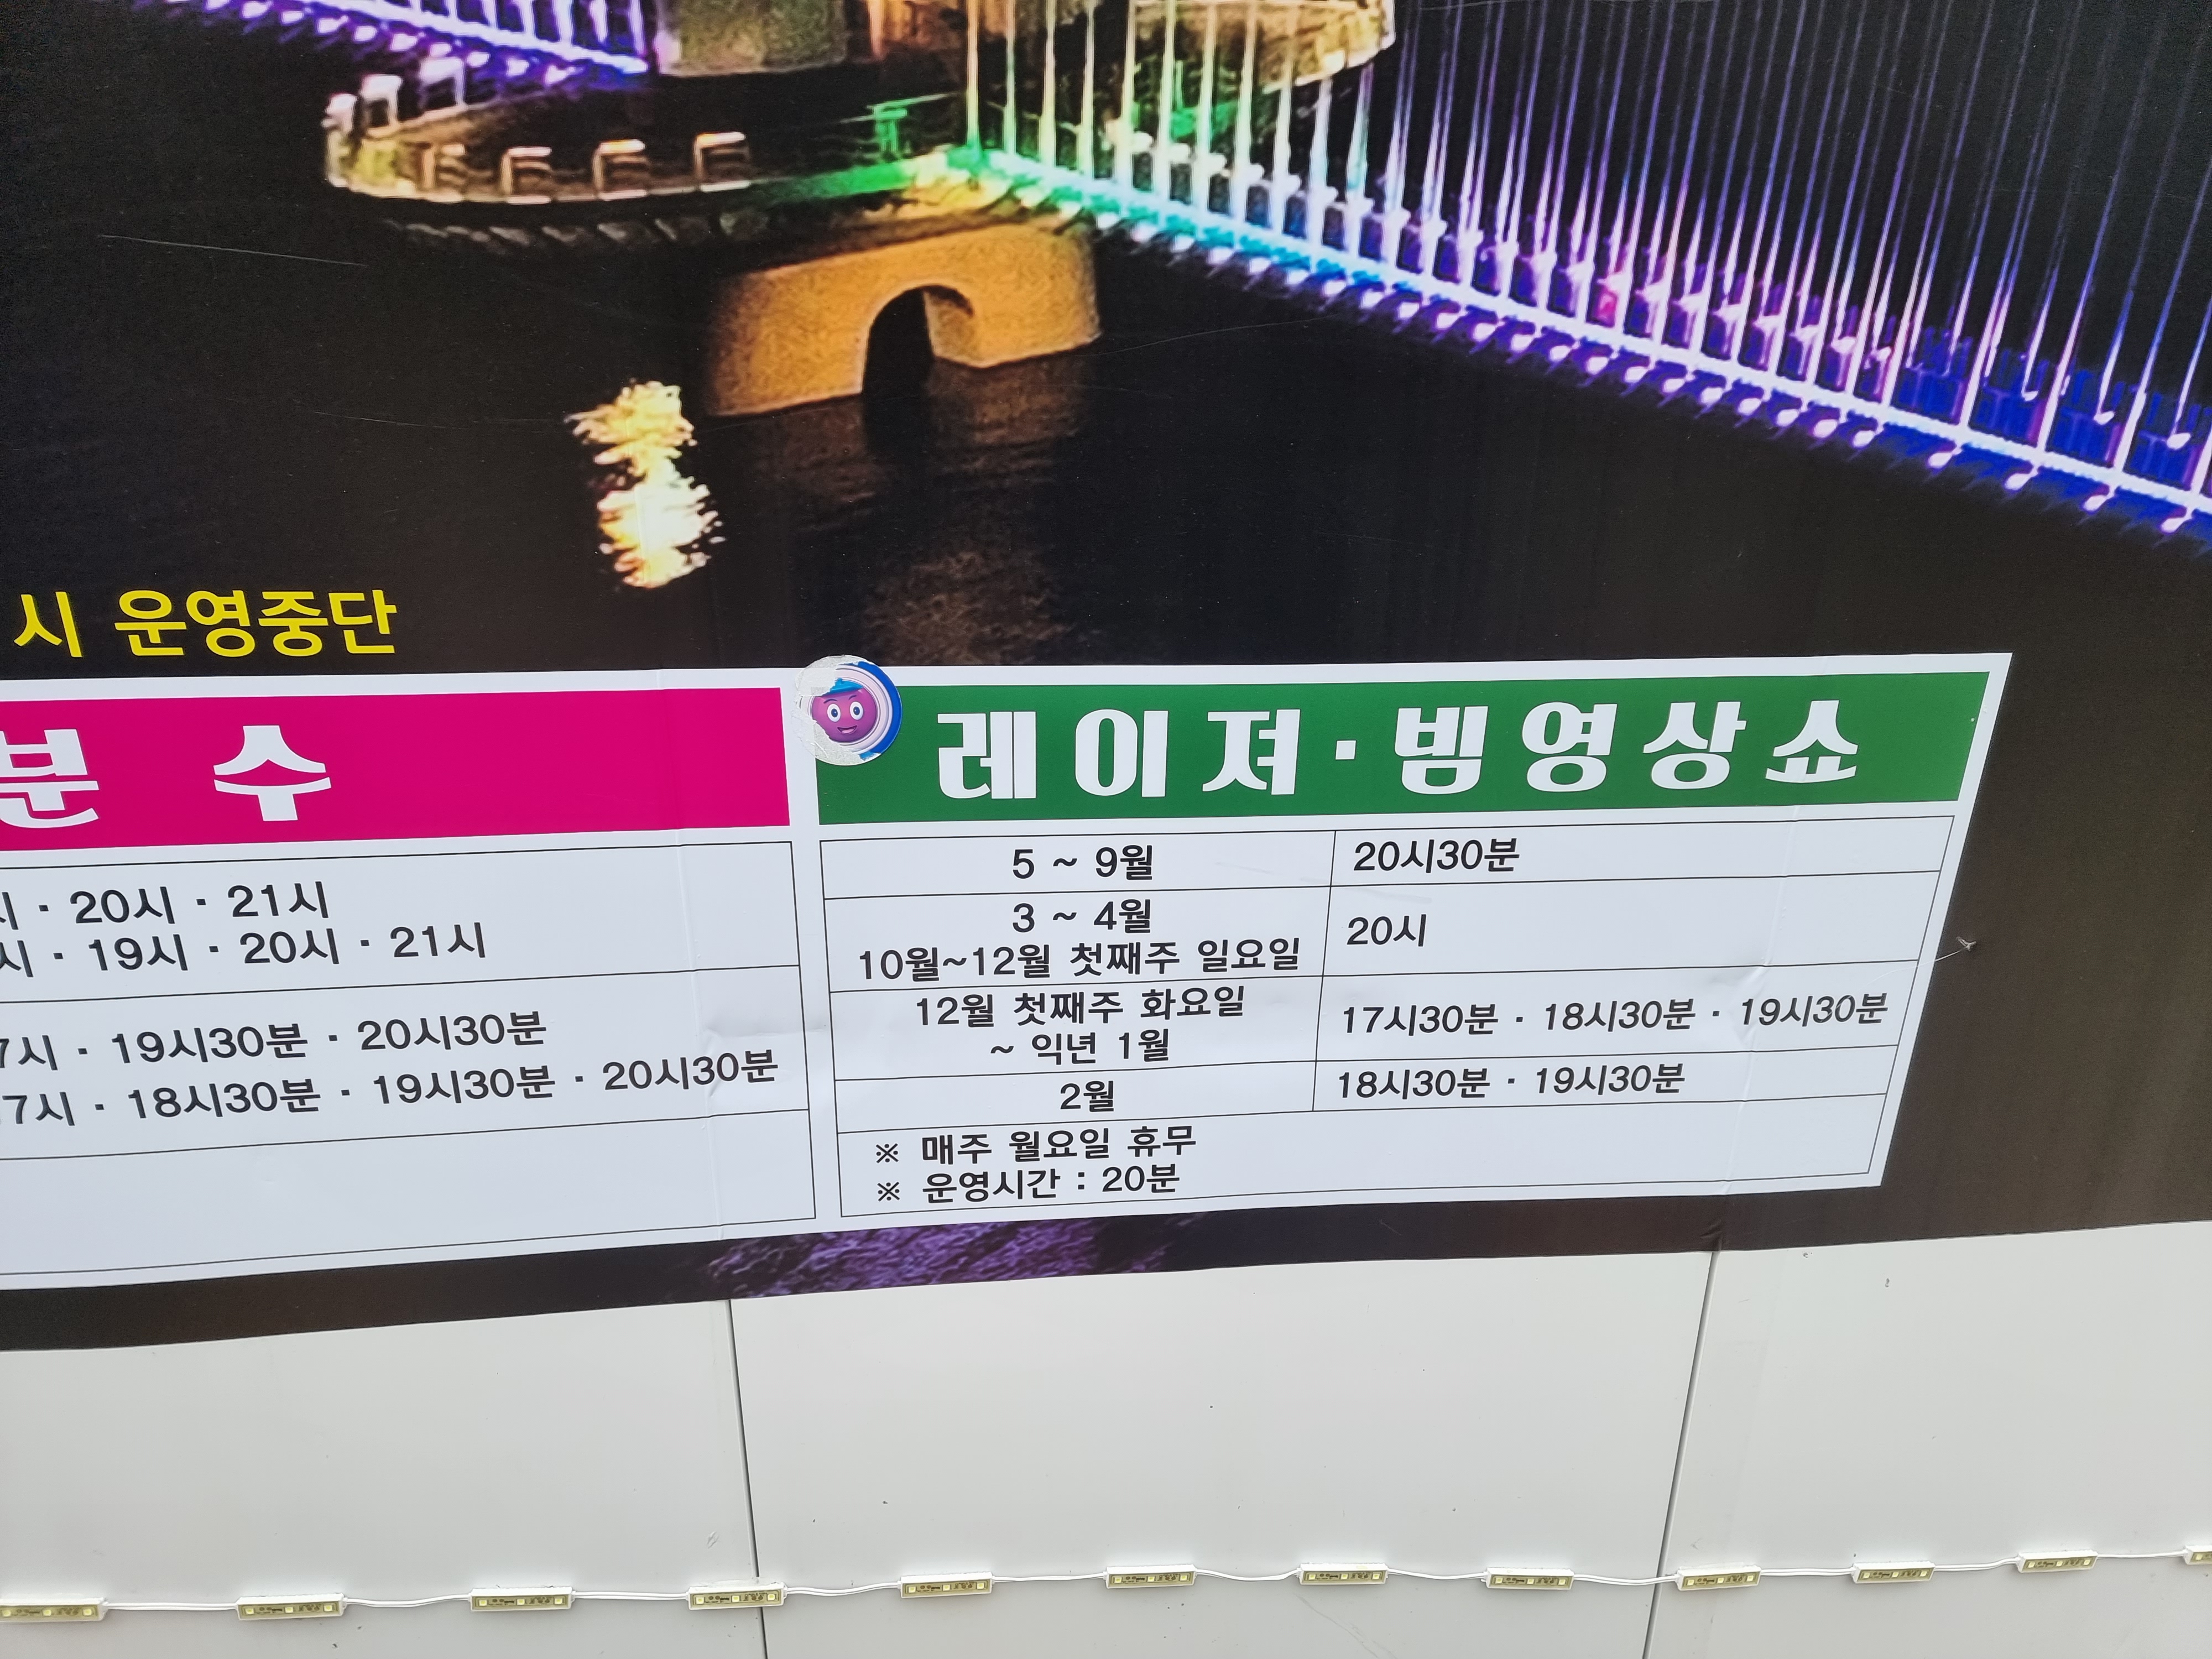 시 운영중단
분수
· 20시 · 21시
· 19시 · 20시 · 21시
7시 · 19시30분 · 20시30분
7시 · 18시30분 · 19시30분 · 20시30분
레이져·빔영상쇼
5 ~ 9월 20시30분
3 ~ 4월
10월~12월 첫째주 일요일
20시
12월 첫째주 화요일
~ 익년 1월
17시30분 · 18시30분 · 19시30분
2월 18시30분 · 19시30분
※ 매주 월요일 휴무
※ 운영시간 : 20분